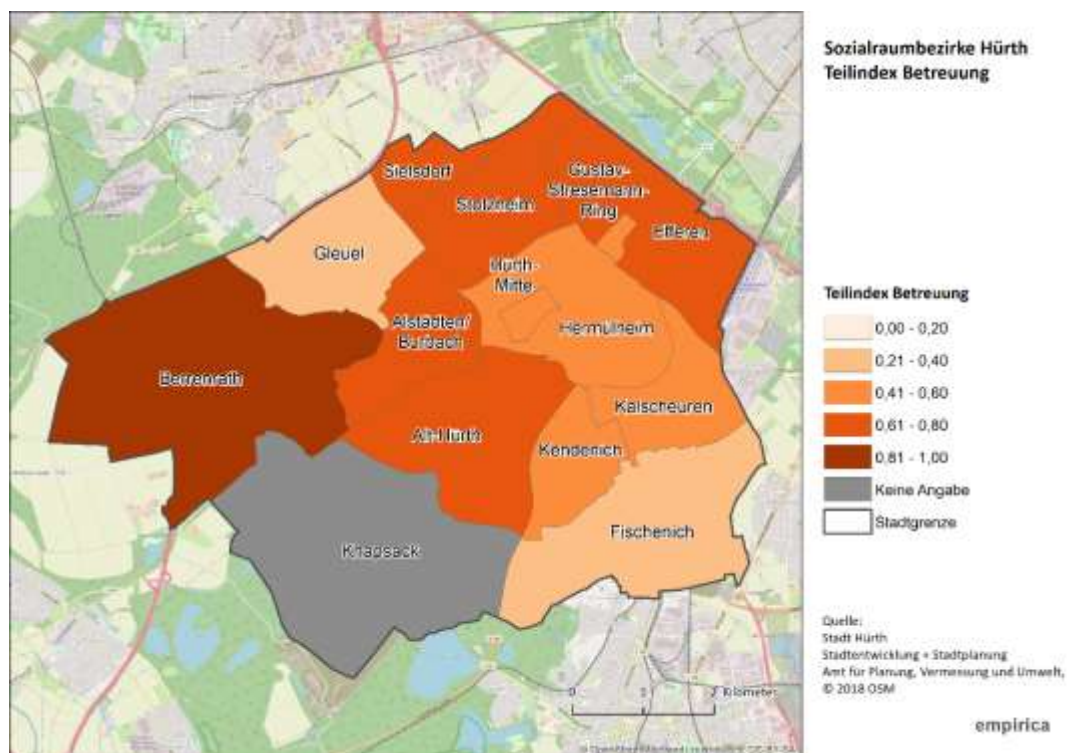 Sozialraumbezirke Hürth
Teilindex Betreuung
Sielsdorf
Stotzheim
Gustav-
Stresemann-
Ring
Efferen
Gleuel
Hürth-
Mitte
Alstädten/
Burbach
Hermülheim
Berrenrath
Kalscheuren
Alt-Hürth
Kendenich
Fischenich
Knapsack
Teilindex Betreuung
0,00 - 0,20
0,21 - 0,40
0,41 - 0,60
0,61 - 0,80
0,81 - 1,00
Keine Angabe
Stadtgrenze
Quelle:
Stadt Hürth
Stadtentwicklung + Stadtplanung
Amt für Planung, Vermessung und Umwelt,
© 2018 OSM
0 1 2 Kilometer
empirica